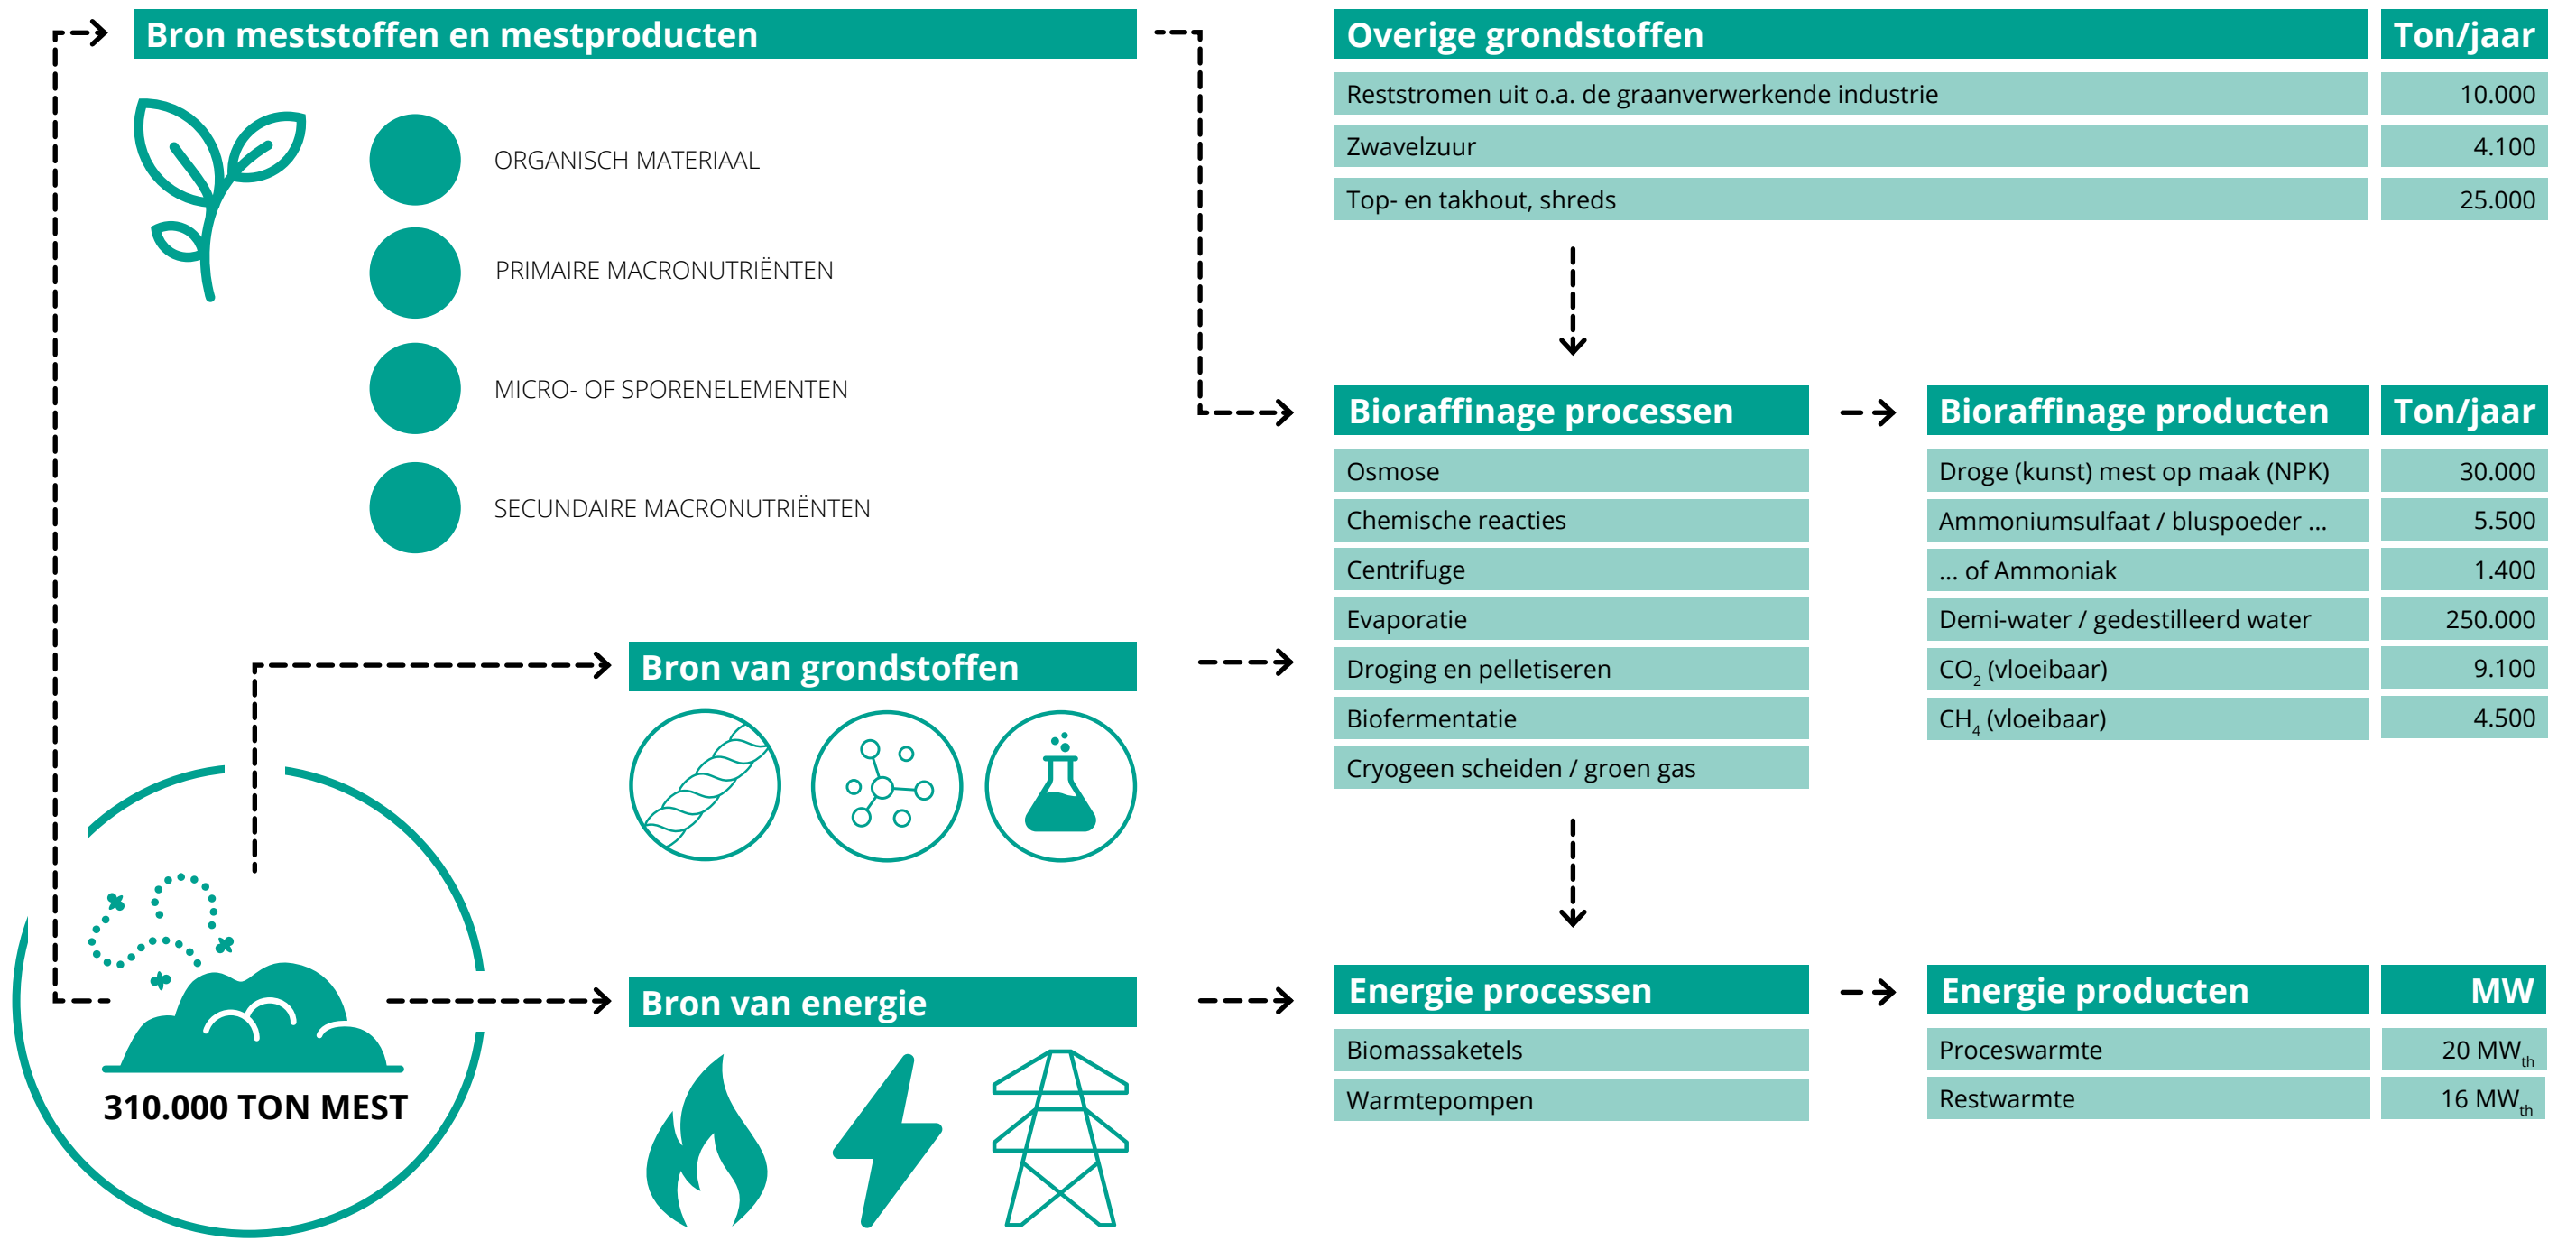 Bron meststoffen en mestproducten
ORGANISCH MATERIAAL
PRIMAIRE MACRONUTRIËNTEN
MICRO- OF SPORENELEMENTEN
SECUNDAIRE MACRONUTRIËNTEN
Bron van grondstoffen
Bron van energie
310.000 TON MEST
Overige grondstoffen Ton/jaar
Reststromen uit o.a. de graanverwerkende industrie 10.000
Zwavelzuur 4.100
Top- en takhout, shreds 25.000
Bioraffinage processen
Osmose
Chemische reacties
Centrifuge
Evaporatie
Droging en pelletiseren
Biofermentatie
Cryogeen scheiden / groen gas
Bioraffinage producten Ton/jaar
Droge (kunst) mest op maak (NPK) 30.000
Ammoniumsulfaat / bluspoeder ... 5.500
... of Ammoniak 1.400
Demi-water / gedestilleerd water 250.000
CO₂ (vloeibaar) 9.100
CH₄ (vloeibaar) 4.500
Energie processen
Biomassaketels
Warmtepompen
Energie producten MW
Proceswarmte 20 MWth
Restwarmte 16 MWth